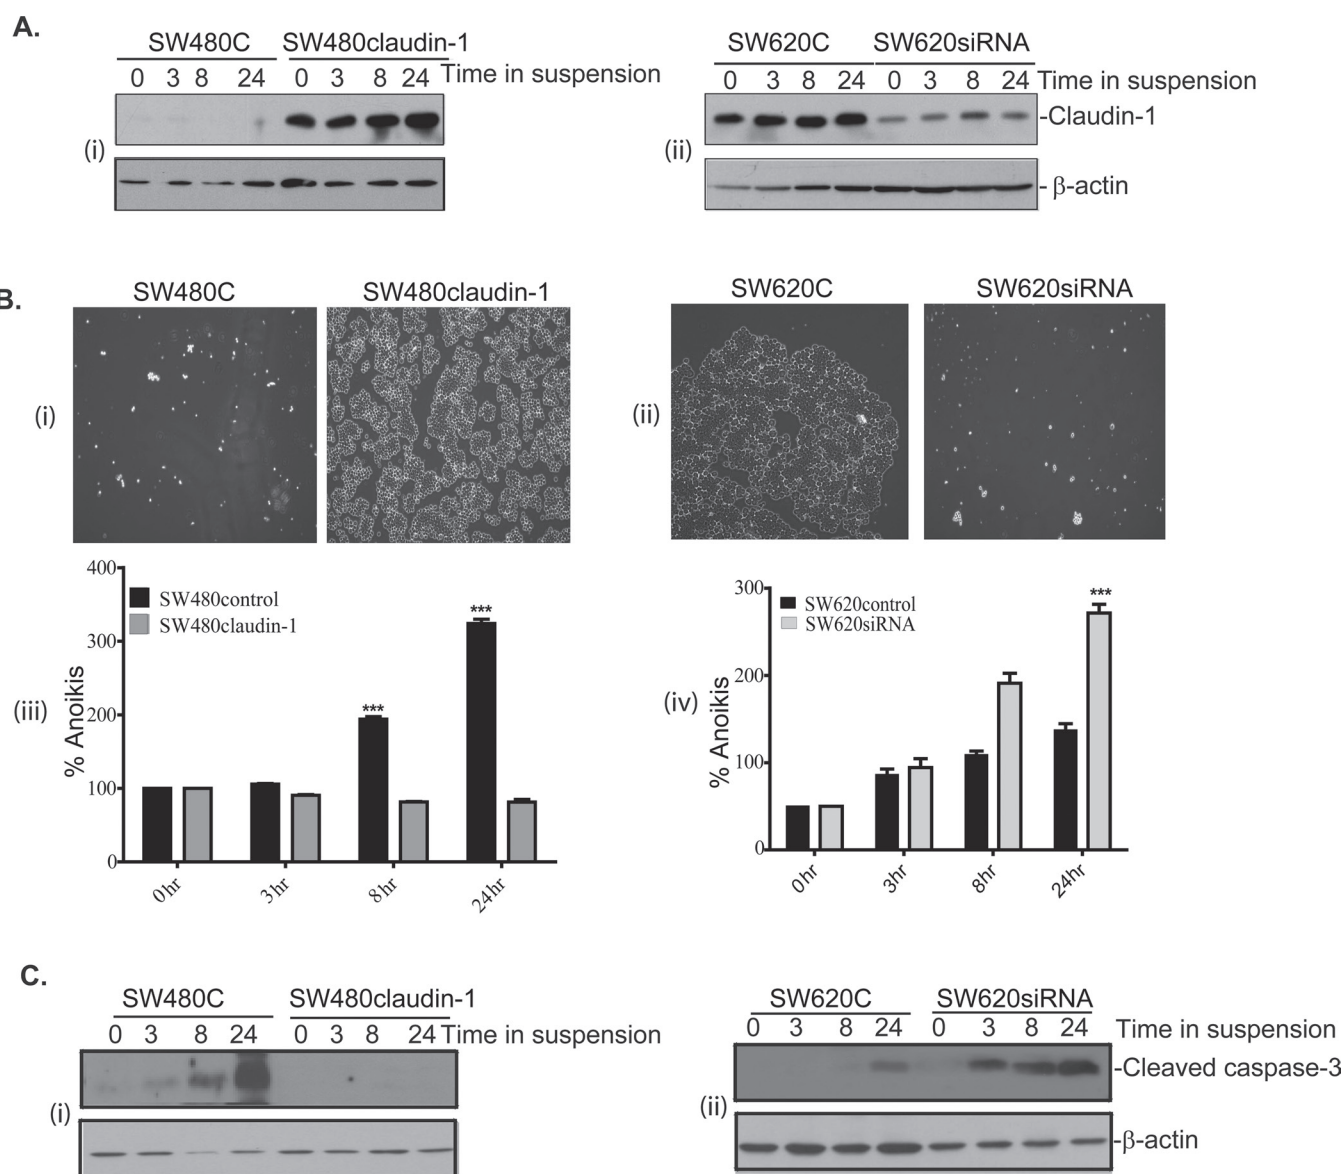 A.
SW480C SW480claudin-1
0 3 8 24 0 3 8 24 Time in suspension
(i)
SW620C SW620siRNA
0 3 8 24 0 3 8 24 Time in suspension
-Claudin-1
(ii)
- β-actin
B.
SW480C SW480claudin-1
(i)
SW620C SW620siRNA
(ii)
400
300
200
100
0
% Anoikis
(iii)
SW480control
SW480claudin-1
***
***
0hr 3hr 8hr 24hr
300
200
100
0
% Anoikis
(iv)
SW620control
SW620siRNA
***
0hr 3hr 8hr 24hr
C.
SW480C SW480claudin-1
0 3 8 24 0 3 8 24 Time in suspension
(i)
SW620C SW620siRNA
0 3 8 24 0 3 8 24 Time in suspension
-Cleaved caspase-3
(ii)
-β-actin